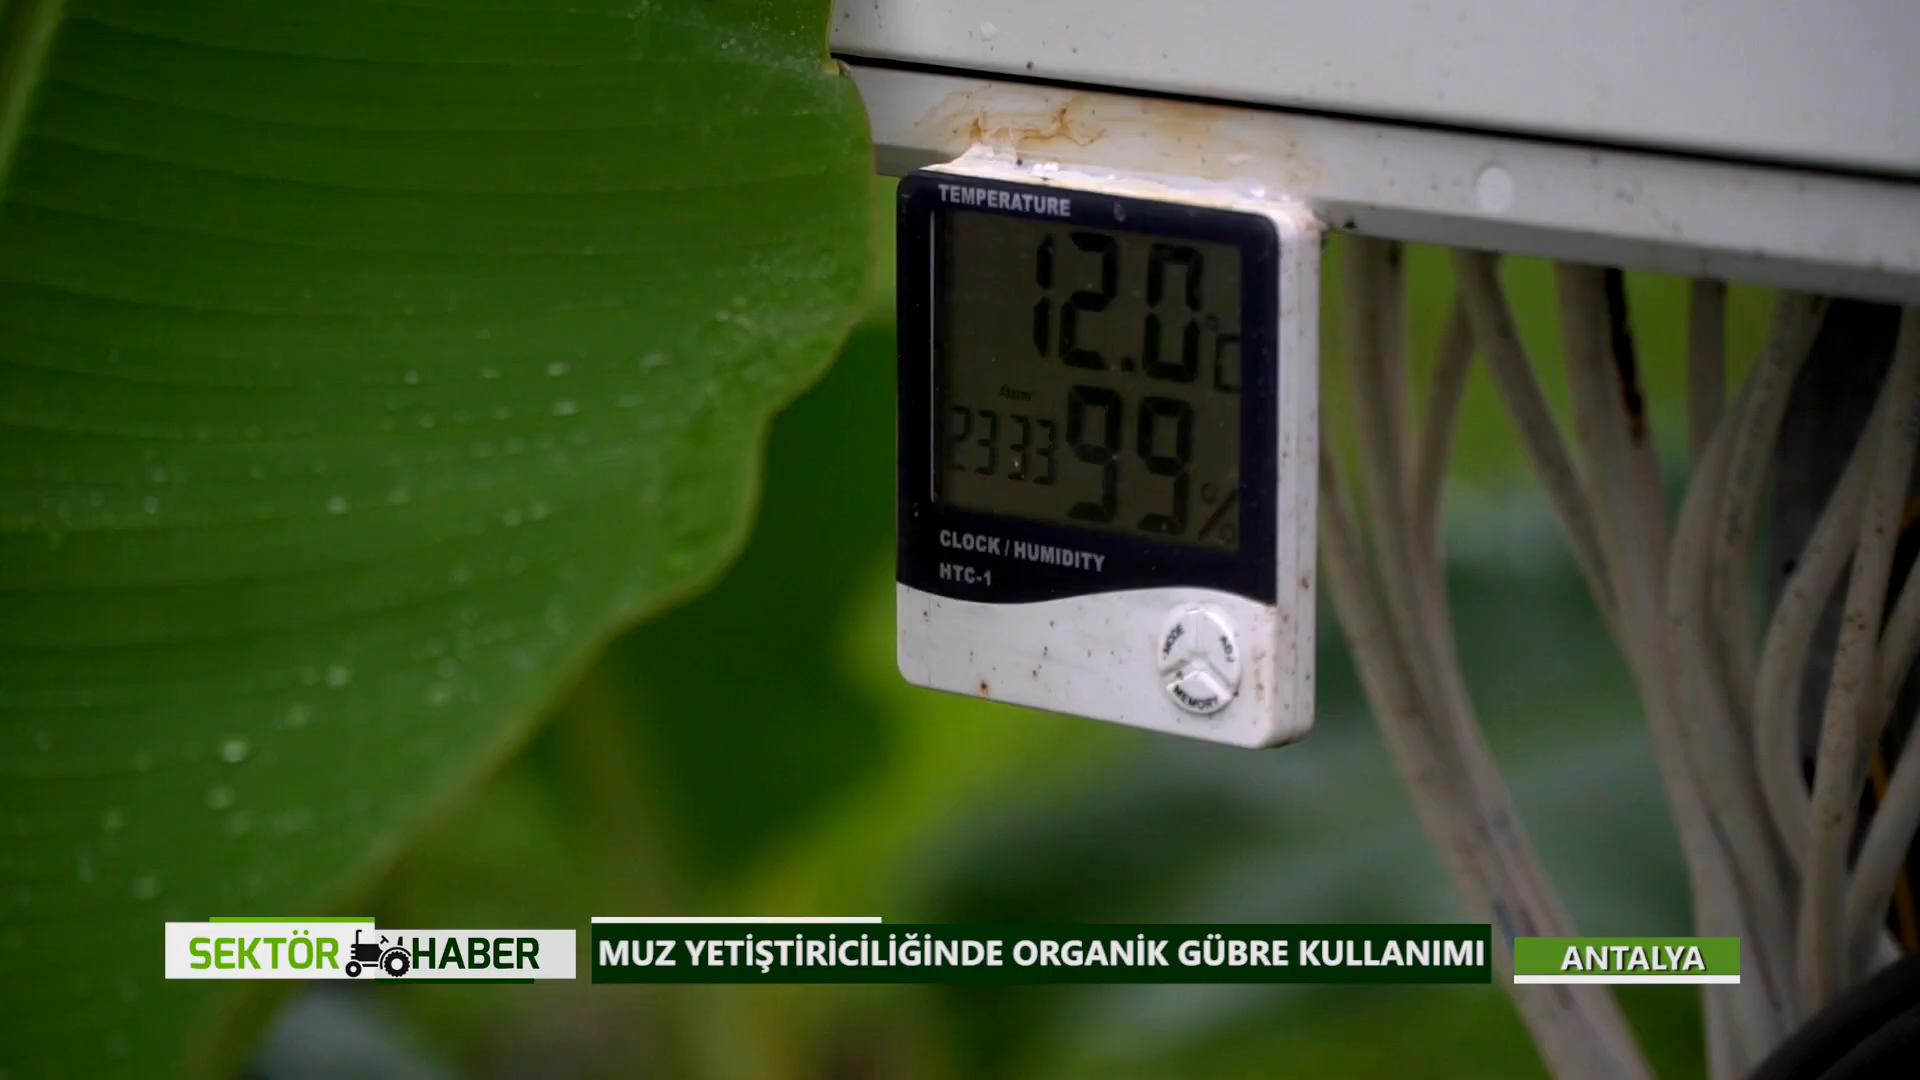 TEMPERATURE
12.0°C
Alarm
2333 99%
CLOCK / HUMIDITY
HTC-1
MODE ADJ
MEMORY
SEKTÖR HABER
MUZ YETİŞTİRİCİLİĞİNDE ORGANİK GÜBRE KULLANIMI
ANTALYA